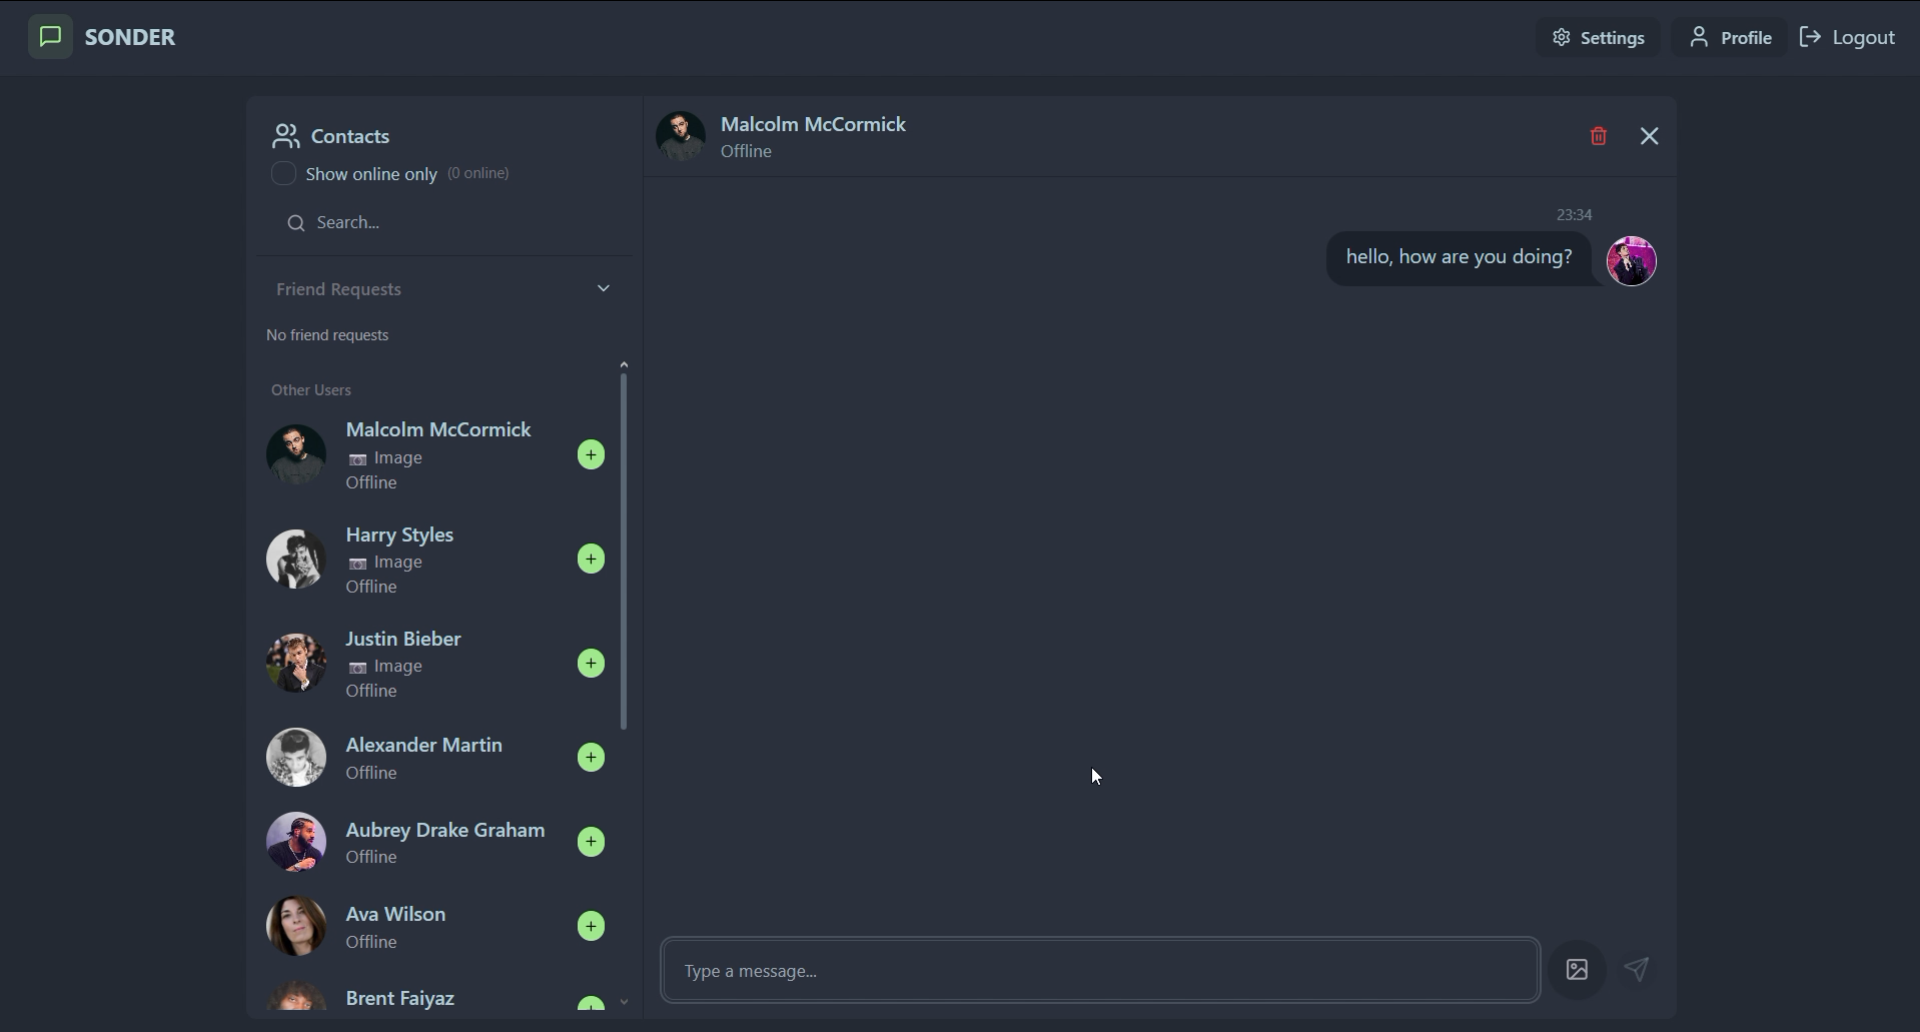 SONDER
Settings
Profile
Logout
Contacts
Show online only (0 online)
Search...
Friend Requests
No friend requests
Other Users
Malcolm McCormick
Image
Offline
Harry Styles
Image
Offline
Justin Bieber
Image
Offline
Alexander Martin
Offline
Aubrey Drake Graham
Offline
Ava Wilson
Offline
Brent Faiyaz
Malcolm McCormick
Offline
23:34
hello, how are you doing?
Type a message...